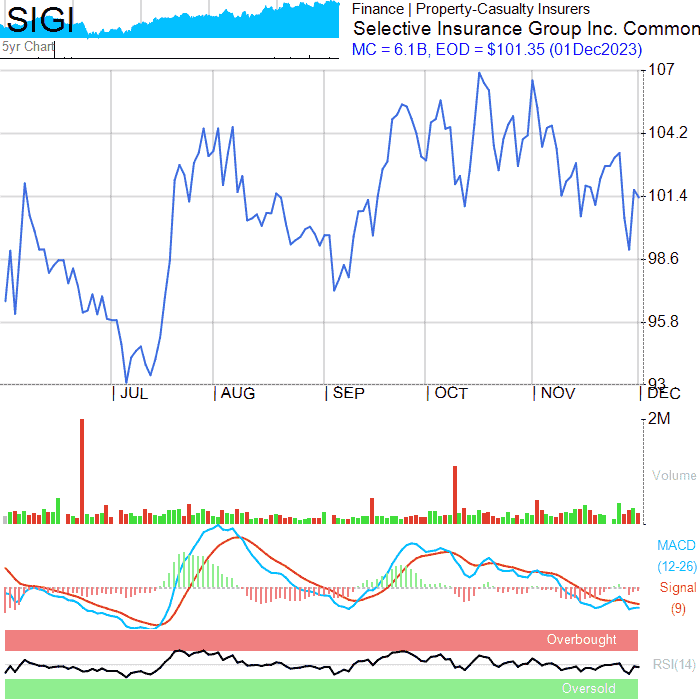 SIGI
Finance | Property-Casualty Insurers
Selective Insurance Group Inc. Common
5yr Chart
MC = 6.1B, EOD = $101.35 (01Dec2023)
107
104.2
101.4
98.6
95.8
93
JUL AUG SEP OCT NOV DEC
2M
Volume
MACD
(12-26)
Signal
(9)
Overbought
RSI(14)
Oversold